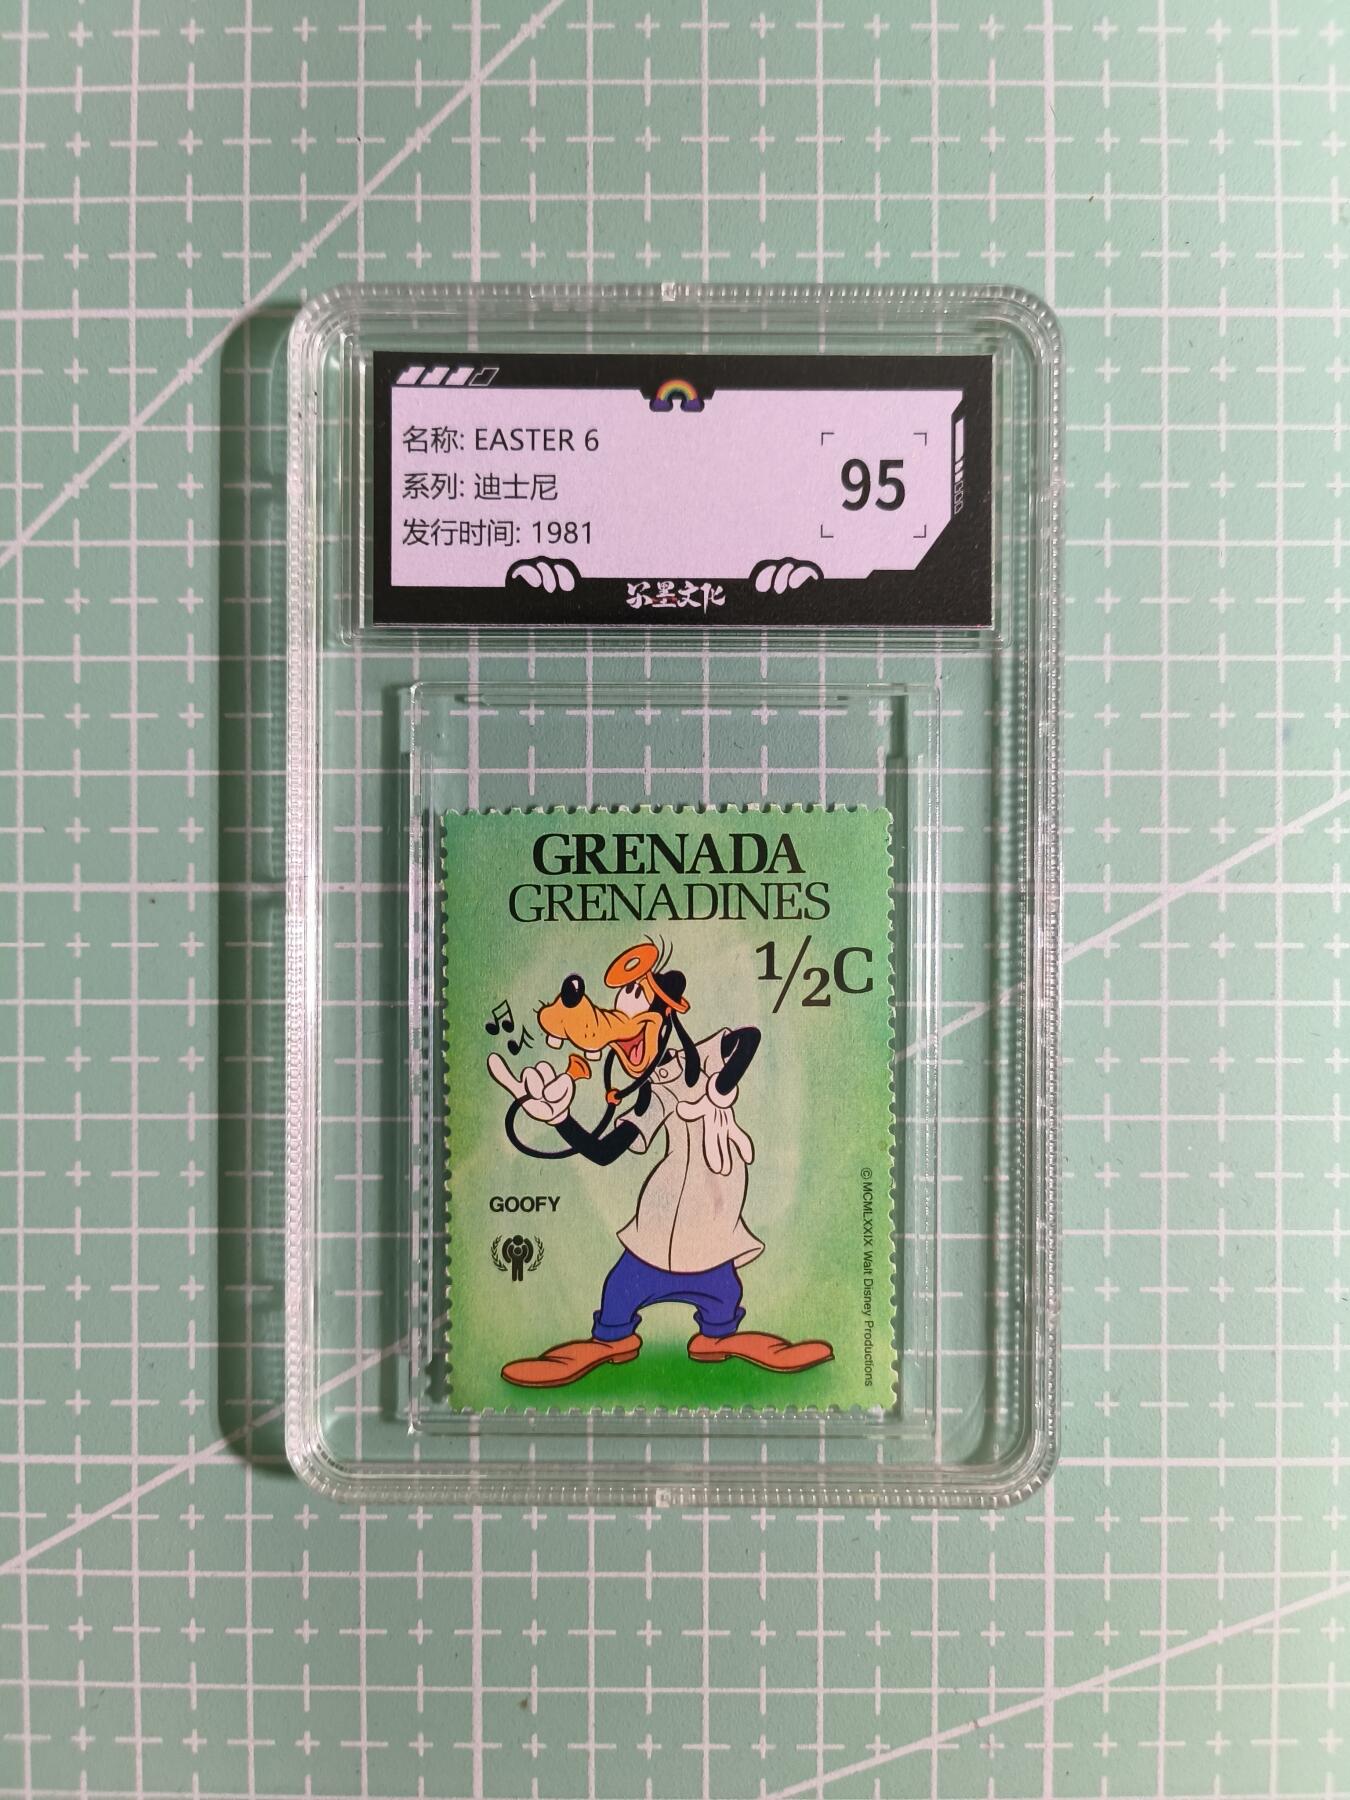 名称: EASTER 6
系列: 迪士尼
发行时间: 1981
95
尕墨文化
GRENADA
GRENADINES
1/2C
GOOFY
©MCMLXXIX Walt Disney Productions